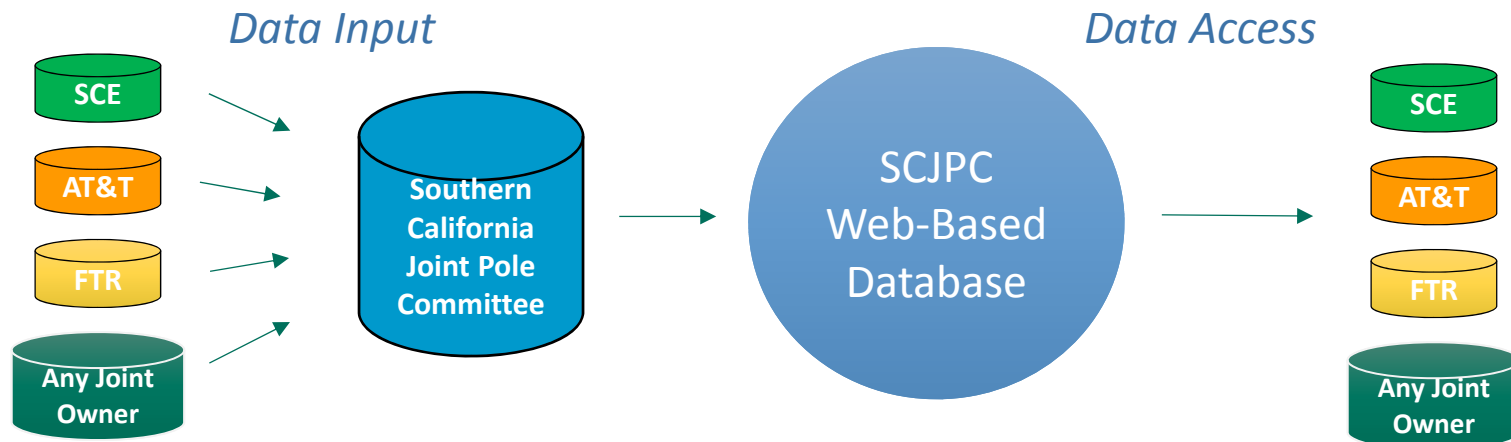 Data Input
Data Access
SCE
AT&T
FTR
Any Joint
Owner
Southern
California
Joint Pole
Committee
SCJPC
Web-Based
Database
SCE
AT&T
FTR
Any Joint
Owner